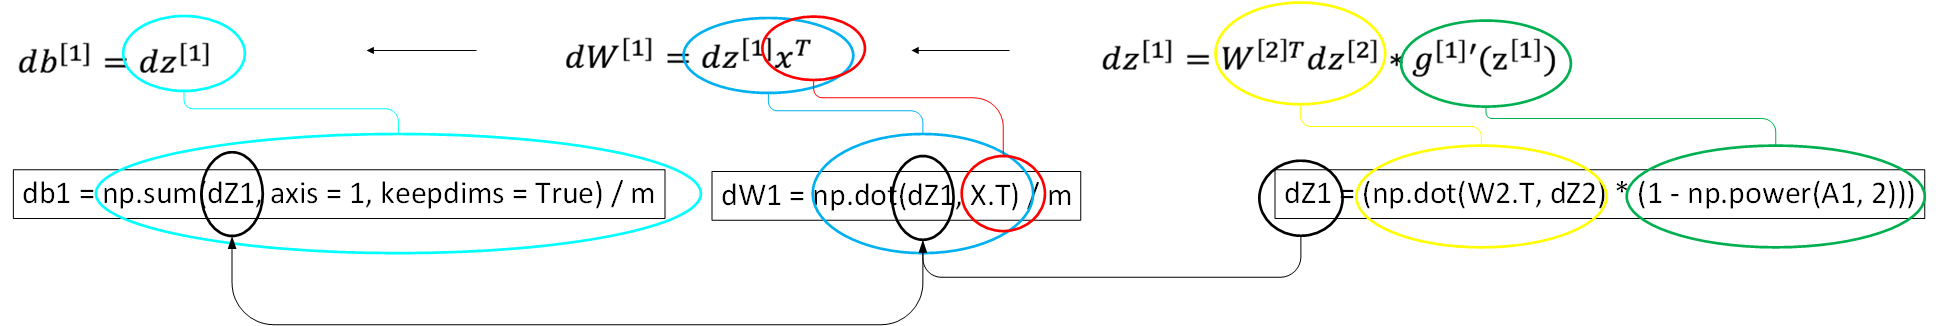 db^[1] = dz^[1]
dW^[1] = dz^[1]x^T
dz^[1] = W^[2]T dz^[2] * g^[1]′(z^[1])
db1 = np.sum(dZ1, axis = 1, keepdims = True) / m
dW1 = np.dot(dZ1, X.T) / m
dZ1 = (np.dot(W2.T, dZ2) * (1 - np.power(A1, 2)))